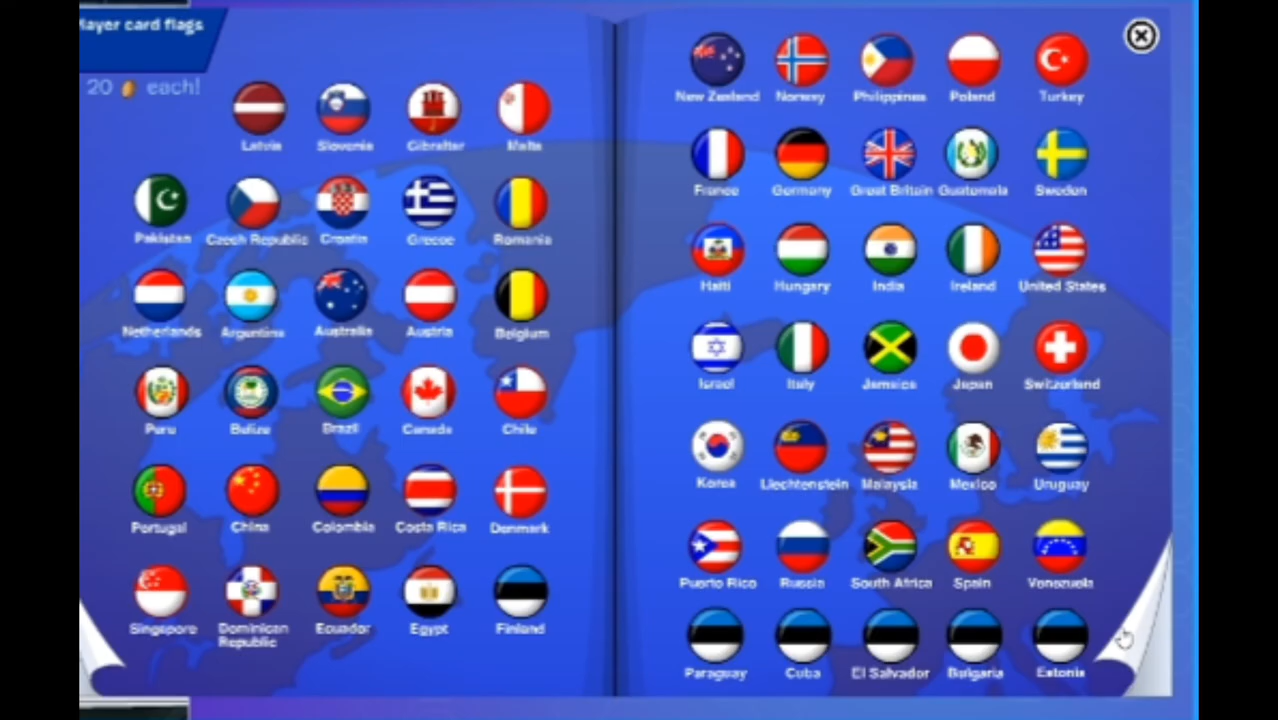 layer card flags
20 each!
Latvia Slovenia Gibraltar Malta
Pakistan Czech Republic Croatia Greece Romania
Netherlands Argentina Australia Austria Belgium
Peru Belize Brazil Canada Chile
Portugal China Colombia Costa Rica Denmark
Singapore Dominican Republic Ecuador Egypt Finland
New Zealand Norway Philippines Poland Turkey
France Germany Great Britain Guatemala Sweden
Haiti Hungary India Ireland United States
Israel Italy Jamaica Japan Switzerland
Korea Liechtenstein Malaysia Mexico Uruguay
Puerto Rico Russia South Africa Spain Venezuela
Paraguay Cuba El Salvador Bulgaria Estonia